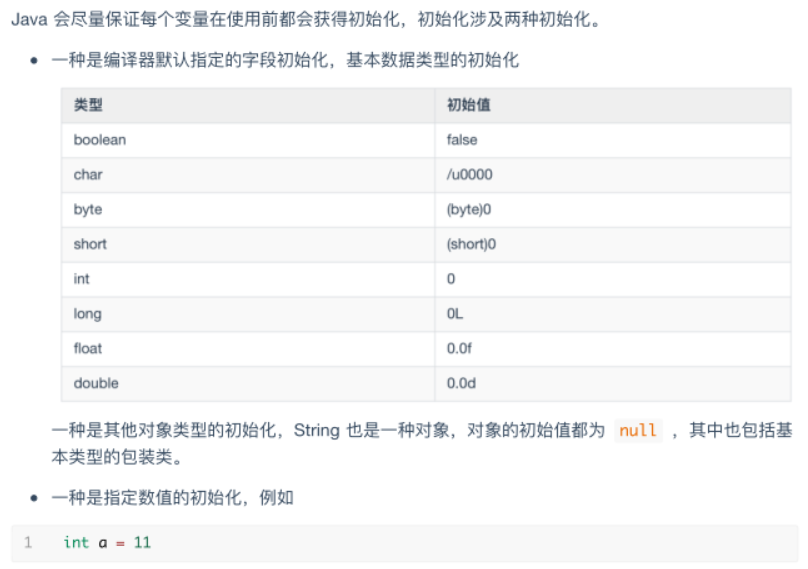 Java 会尽量保证每个变量在使用前都会获得初始化，初始化涉及两种初始化。
• 一种是编译器默认指定的字段初始化，基本数据类型的初始化
类型 初始值
boolean false
char /u0000
byte (byte)0
short (short)0
int 0
long 0L
float 0.0f
double 0.0d
一种是其他对象类型的初始化，String 也是一种对象，对象的初始值都为 null ，其中也包括基
本类型的包装类。
• 一种是指定数值的初始化，例如
1 int a = 11